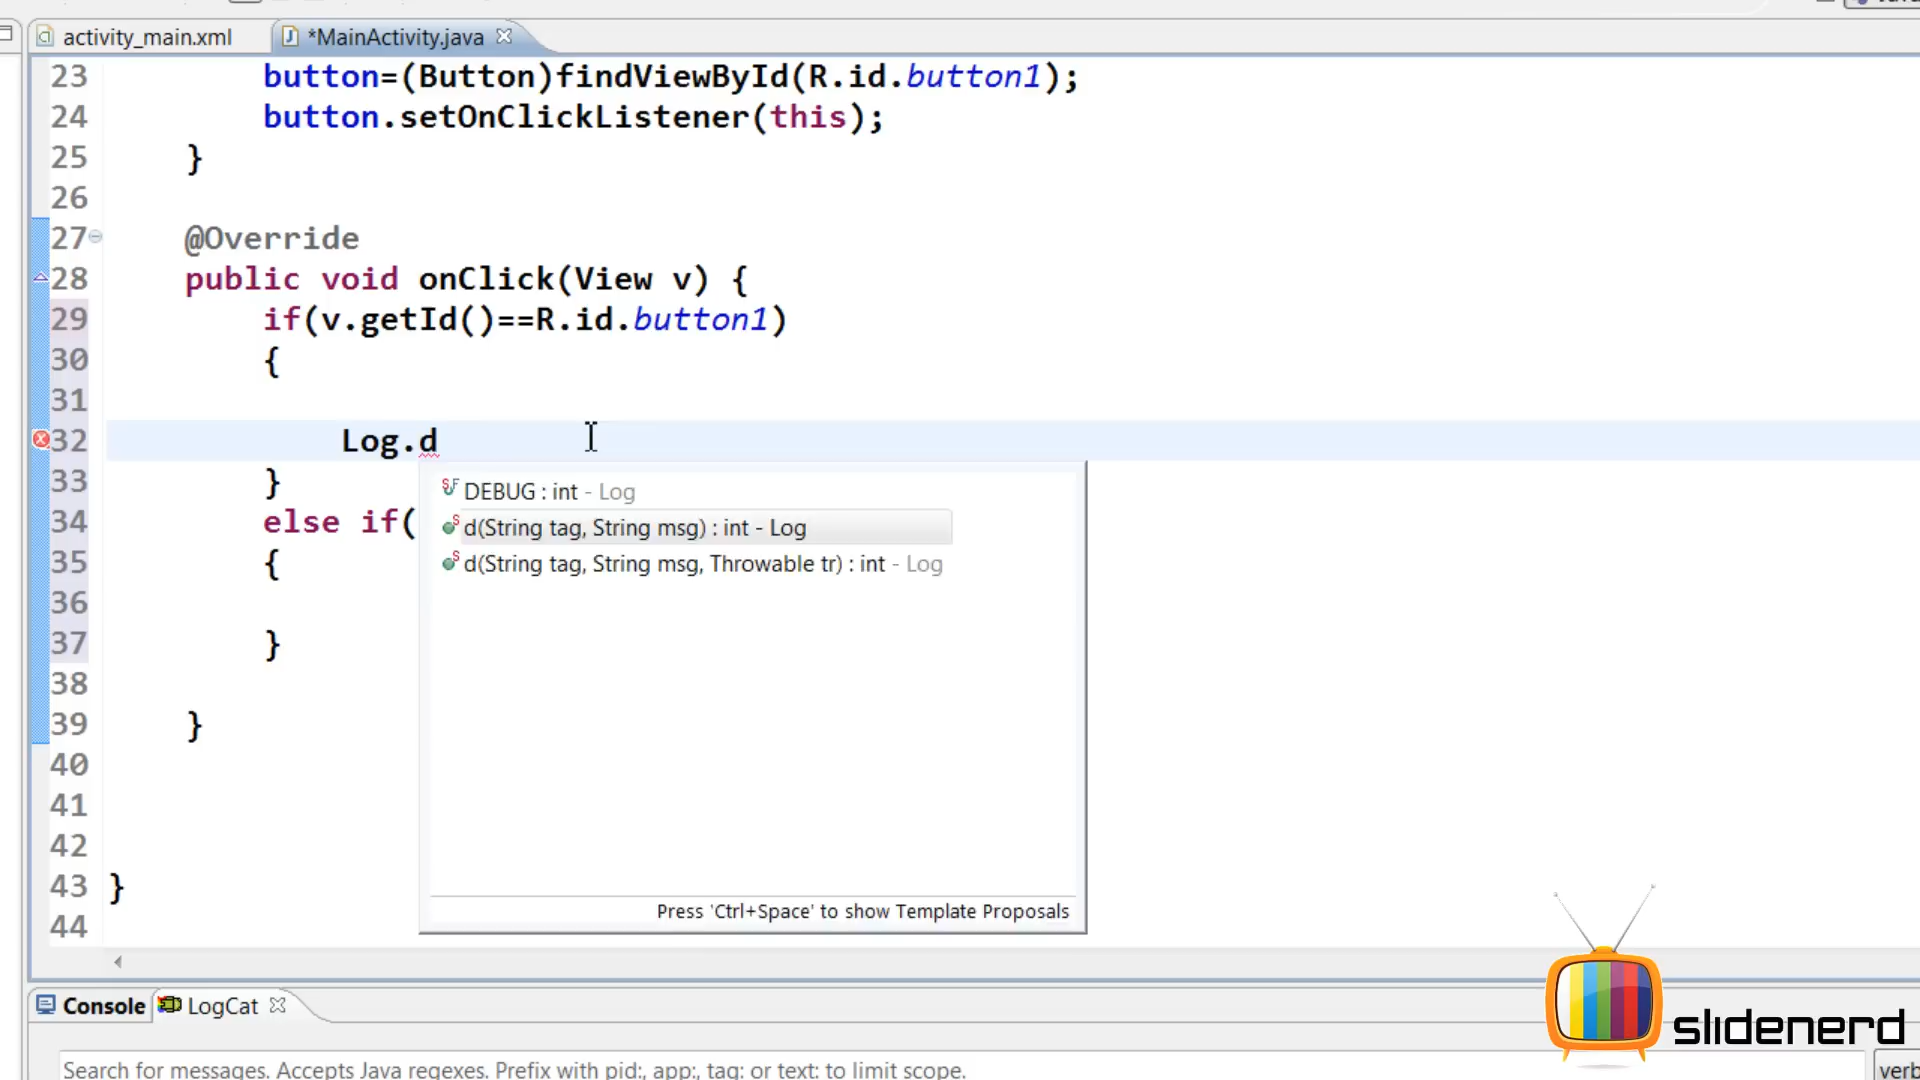 activity_main.xml
*MainActivity.java
23 button=(Button)findViewById(R.id.button1);
24 button.setOnClickListener(this);
25 }
26
27 @Override
28 public void onClick(View v) {
29 if(v.getId()==R.id.button1)
30 {
31
32 Log.d
33 }
34 else if(
35 {
36
37 }
38
39 }
40
41
42
43 }
44
DEBUG : int - Log
d(String tag, String msg) : int - Log
d(String tag, String msg, Throwable tr) : int - Log
Press 'Ctrl+Space' to show Template Proposals
Console
LogCat
Search for messages. Accepts Java regexes. Prefix with pid:, app:, tag: or text: to limit scope.
slidenerd